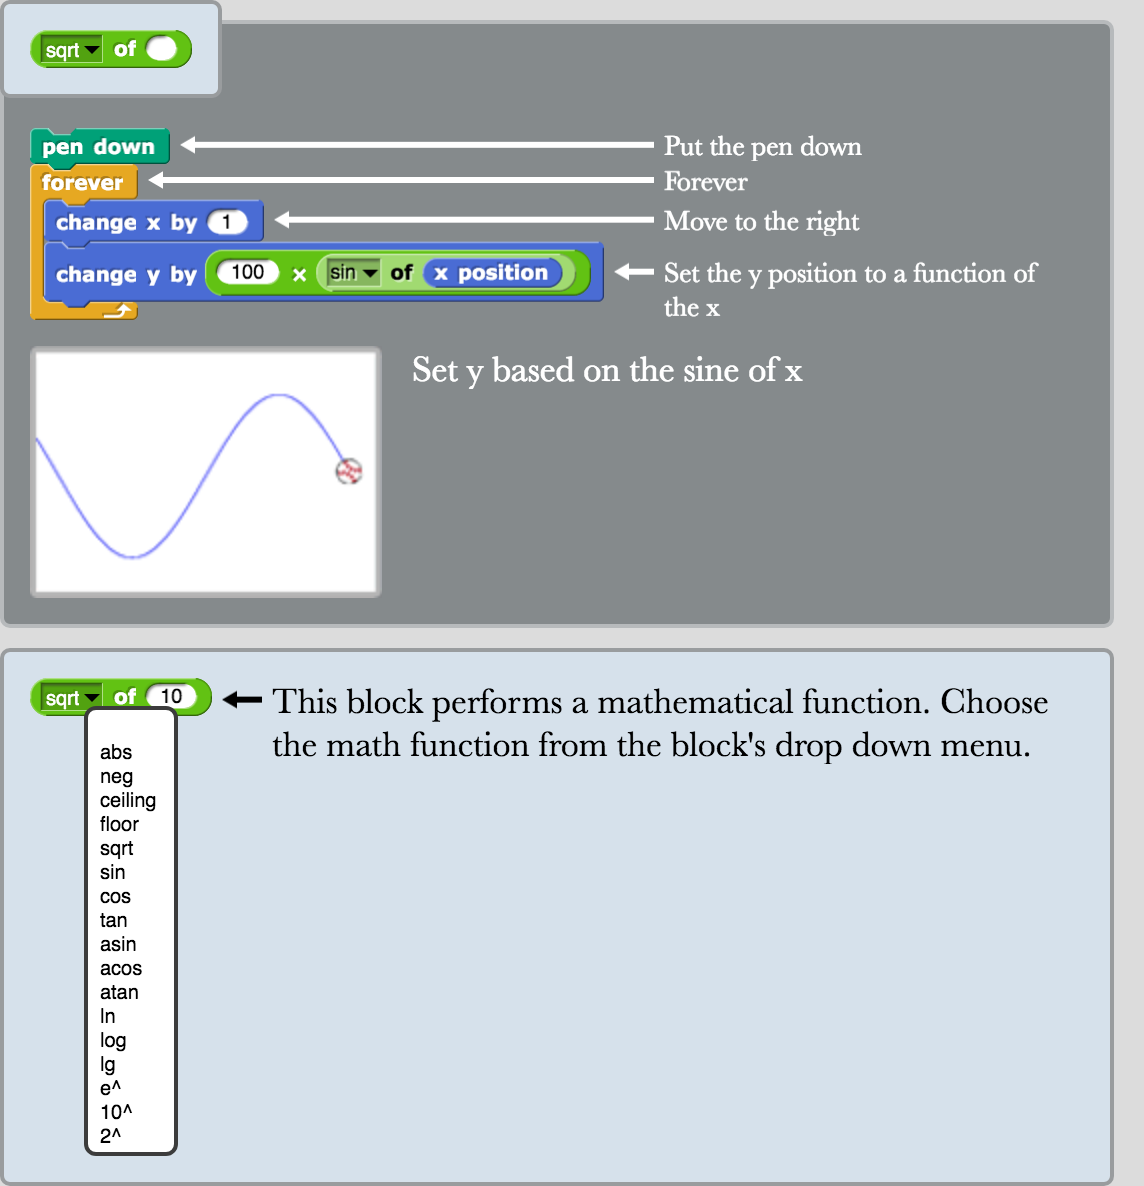 sqrt of
pen down
Put the pen down
forever
Forever
change x by 1
Move to the right
change y by 100 × sin of x position
Set the y position to a function of
the x
Set y based on the sine of x
sqrt of 10
This block performs a mathematical function. Choose
the math function from the block's drop down menu.
abs
neg
ceiling
floor
sqrt
sin
cos
tan
asin
acos
atan
ln
log
lg
e^
10^
2^